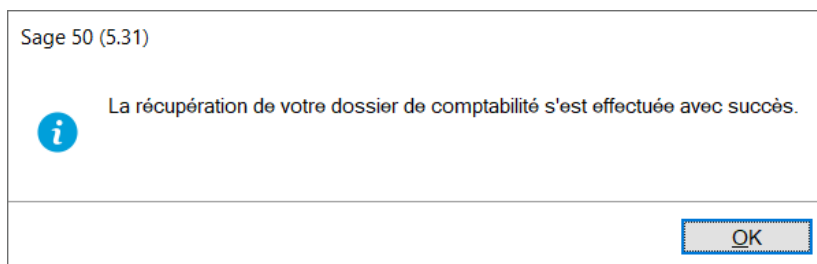 Sage 50 (5.31)
La récupération de votre dossier de comptabilité s'est effectuée avec succès.
OK